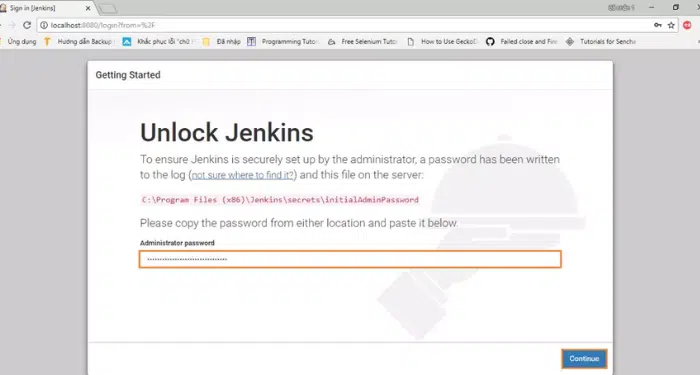 Sign in [Jenkins]
localhost:8080/login?from=%2F
Ứng dụng
Hướng dẫn Backup
Khắc phục lỗi "chữ
Đã nhập
Programming Tutor
Free Selenium Tutor
How to Use GeckoD
Failed close and Fire
Tutorials for Sencha
Getting Started
Unlock Jenkins
To ensure Jenkins is securely set up by the administrator, a password has been written
to the log (not sure where to find it?) and this file on the server:
C:\Program Files (x86)\Jenkins\secrets\initialAdminPassword
Please copy the password from either location and paste it below.
Administrator password
Continue